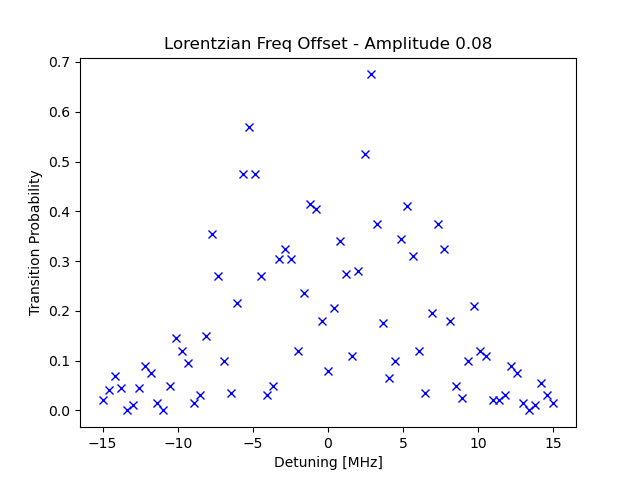 Lorentzian Freq Offset - Amplitude 0.08
0.7
0.6
0.5
0.4
0.3
0.2
0.1
0.0
Transition Probability
−15 −10 −5 0 5 10 15
Detuning [MHz]